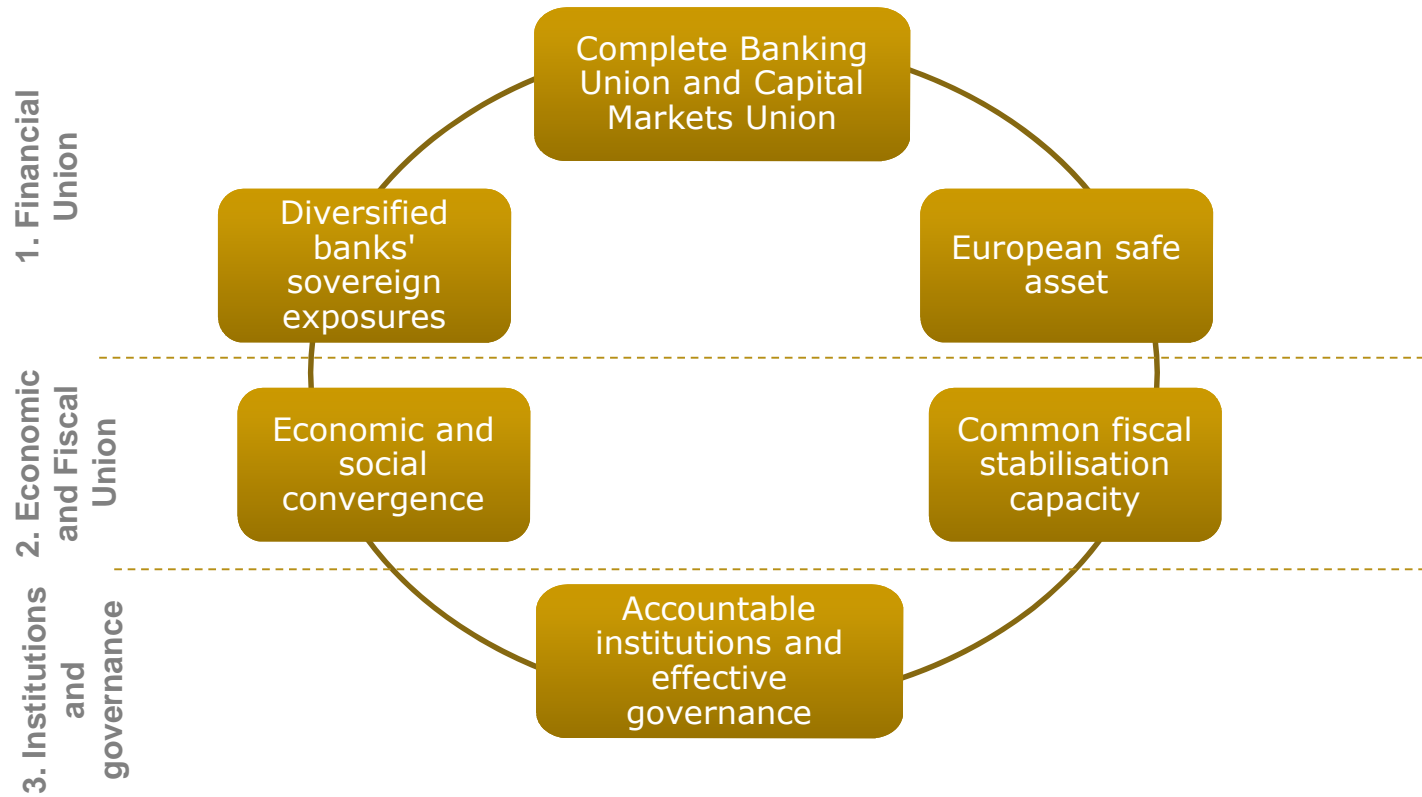 1. Financial
Union
Complete Banking
Union and Capital
Markets Union
Diversified
banks'
sovereign
exposures
European safe
asset
2. Economic
and Fiscal
Union
Economic and
social
convergence
Common fiscal
stabilisation
capacity
3. Institutions
and
governance
Accountable
institutions and
effective
governance